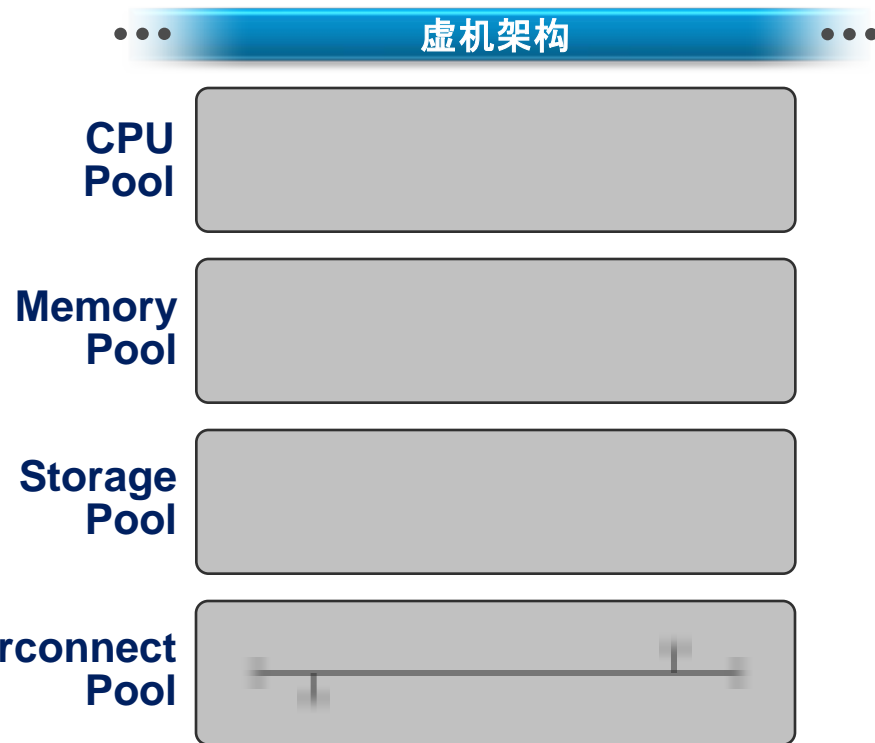 虚机架构
CPU
Pool
Memory
Pool
Storage
Pool
rconnect
Pool